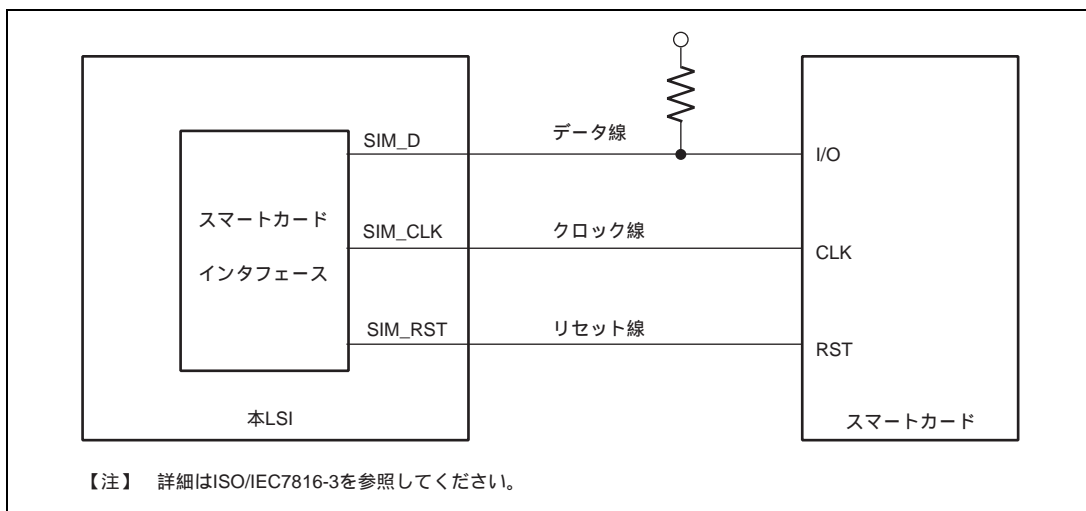 SIM_D
データ線
I/O
スマートカード
インタフェース
SIM_CLK
クロック線
CLK
SIM_RST
リセット線
RST
本LSI
スマートカード
【注】 詳細はISO/IEC7816-3を参照してください。